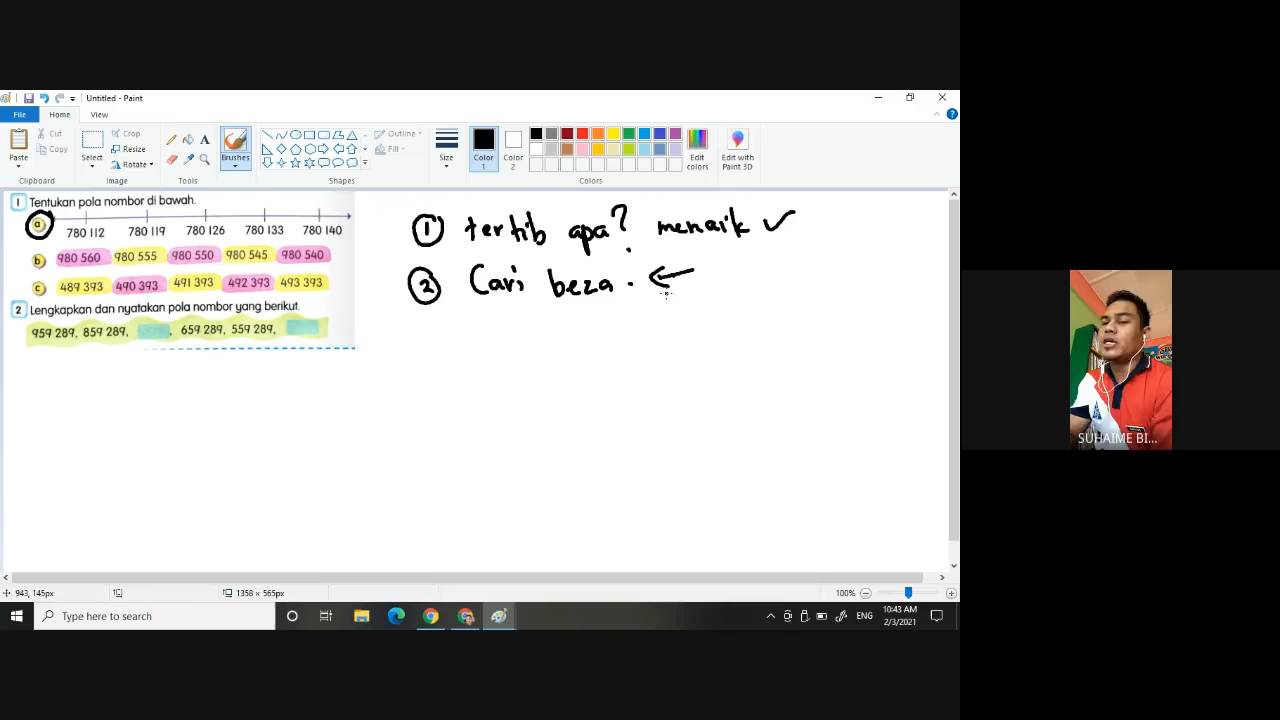 Untitled - Paint
File Home View
Paste Cut Copy Clipboard
Select Crop Resize Rotate Image
Tools
Brushes
Shapes Outline Fill
Size
Color 1 Color 2 Colors
Edit colors
Edit with Paint 3D
1 Tentukan pola nombor di bawah.
a 780 112 780 119 780 126 780 133 780 140
b 980 560 980 555 980 550 980 545 980 540
c 489 393 490 393 491 393 492 393 493 393
2 Lengkapkan dan nyatakan pola nombor yang berikut.
959 289, 859 289, , 659 289, 559 289,
1 tertib apa? menaik ✓
2 Cari beza . ←
SUHAIME BI...
943, 145px 1358 × 565px 100%
Type here to search
ENG
10:43 AM
2/3/2021